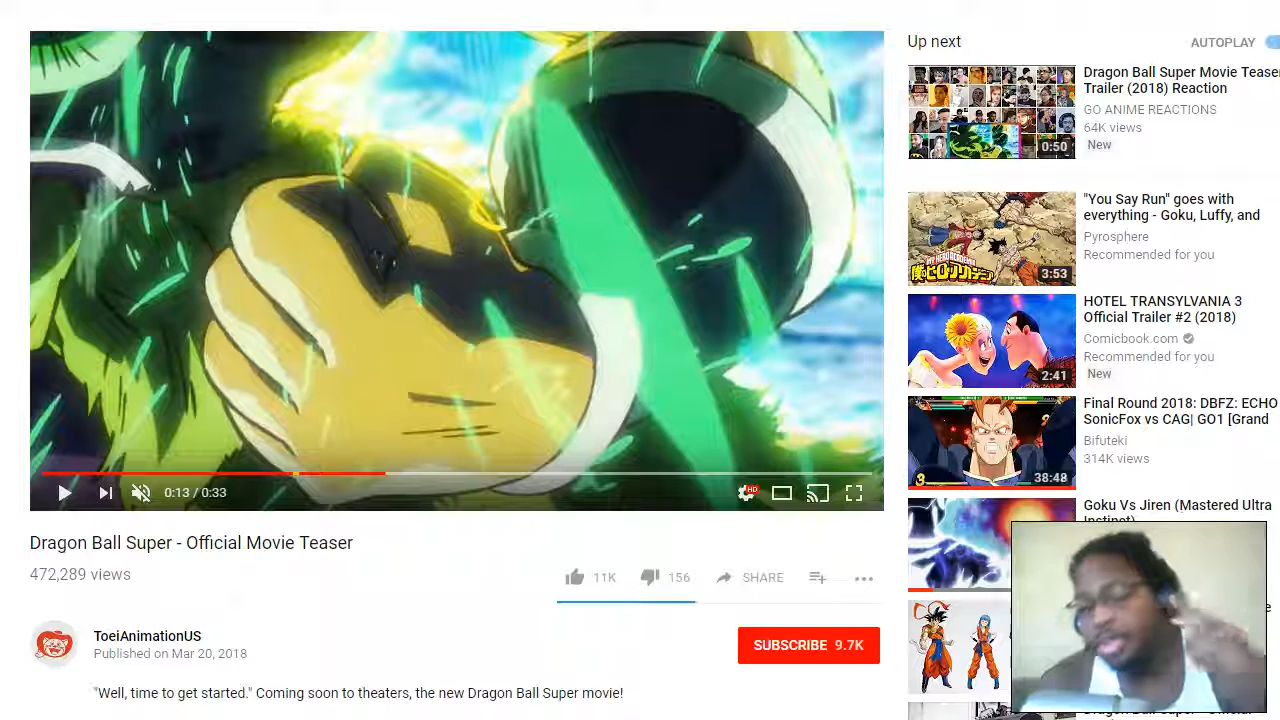 Up next
AUTOPLAY
Dragon Ball Super Movie Teaser
Trailer (2018) Reaction
GO ANIME REACTIONS
64K views
New
0:50
"You Say Run" goes with
everything - Goku, Luffy, and
Pyrosphere
Recommended for you
3:53
HOTEL TRANSYLVANIA 3
Official Trailer #2 (2018)
Comicbook.com
Recommended for you
New
2:41
Final Round 2018: DBFZ: ECHO
SonicFox vs CAG| GO1 [Grand
Bifuteki
314K views
38:48
Goku Vs Jiren (Mastered Ultra
Instinct)
0:13 / 0:33
HD
Dragon Ball Super - Official Movie Teaser
472,289 views
11K
156
SHARE
ToeiAnimationUS
Published on Mar 20, 2018
SUBSCRIBE 9.7K
"Well, time to get started." Coming soon to theaters, the new Dragon Ball Super movie!